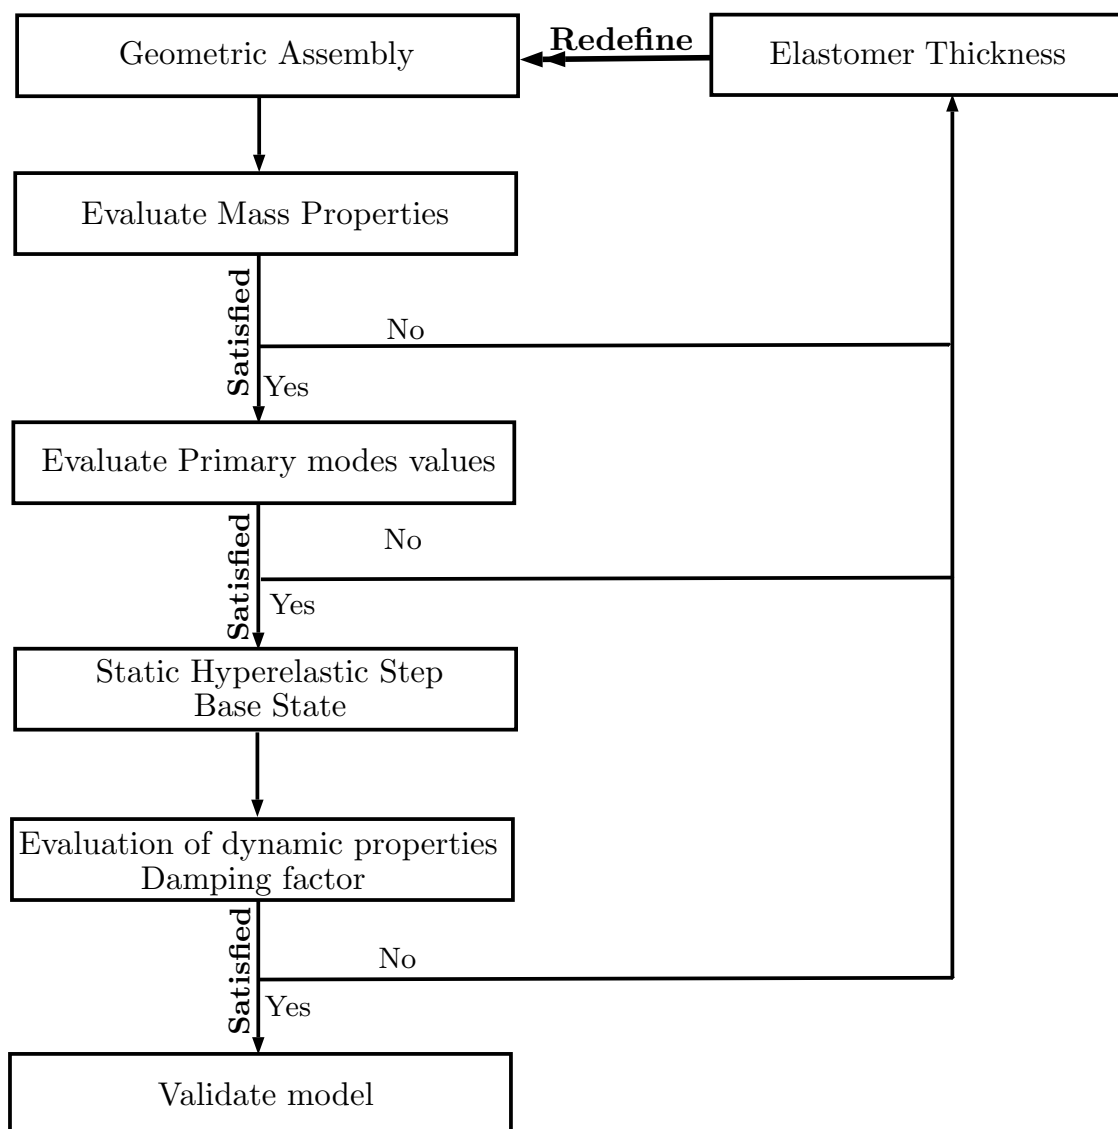 Geometric Assembly
Redefine
Elastomer Thickness
Evaluate Mass Properties
Satisfied
No
Yes
Evaluate Primary modes values
Satisfied
No
Yes
Static Hyperelastic Step
Base State
Evaluation of dynamic properties
Damping factor
Satisfied
No
Yes
Validate model